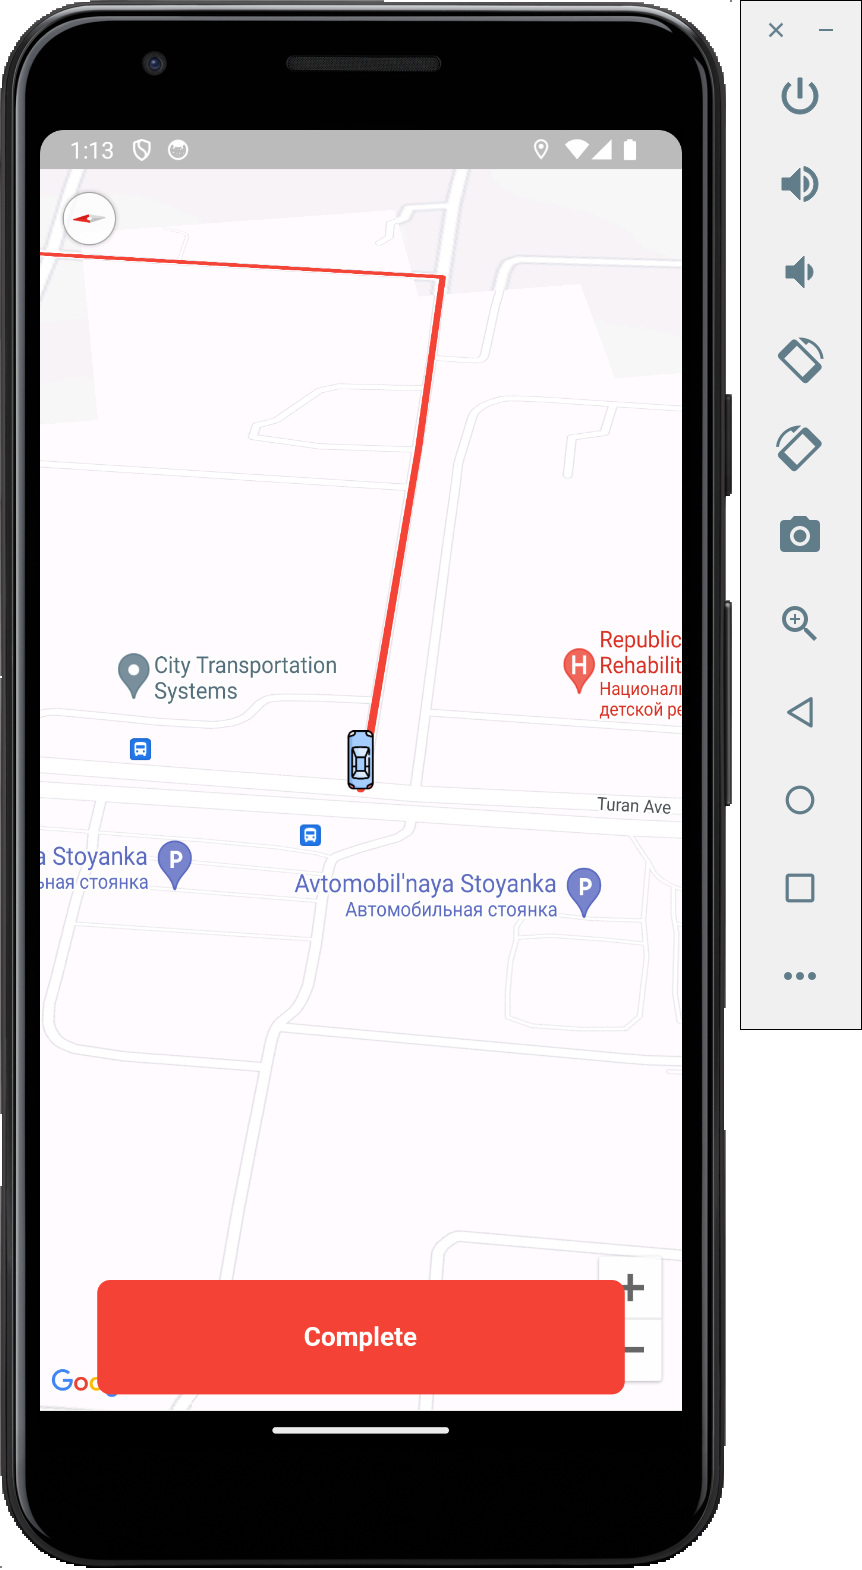 1:13
City Transportation
Systems
Republic
Rehabilit
Национал
детской ре
Turan Ave
a Stoyanka
ьная стоянка
P
Avtomobil'naya Stoyanka
Автомобильная стоянка
P
H
+
−
Complete
Goo